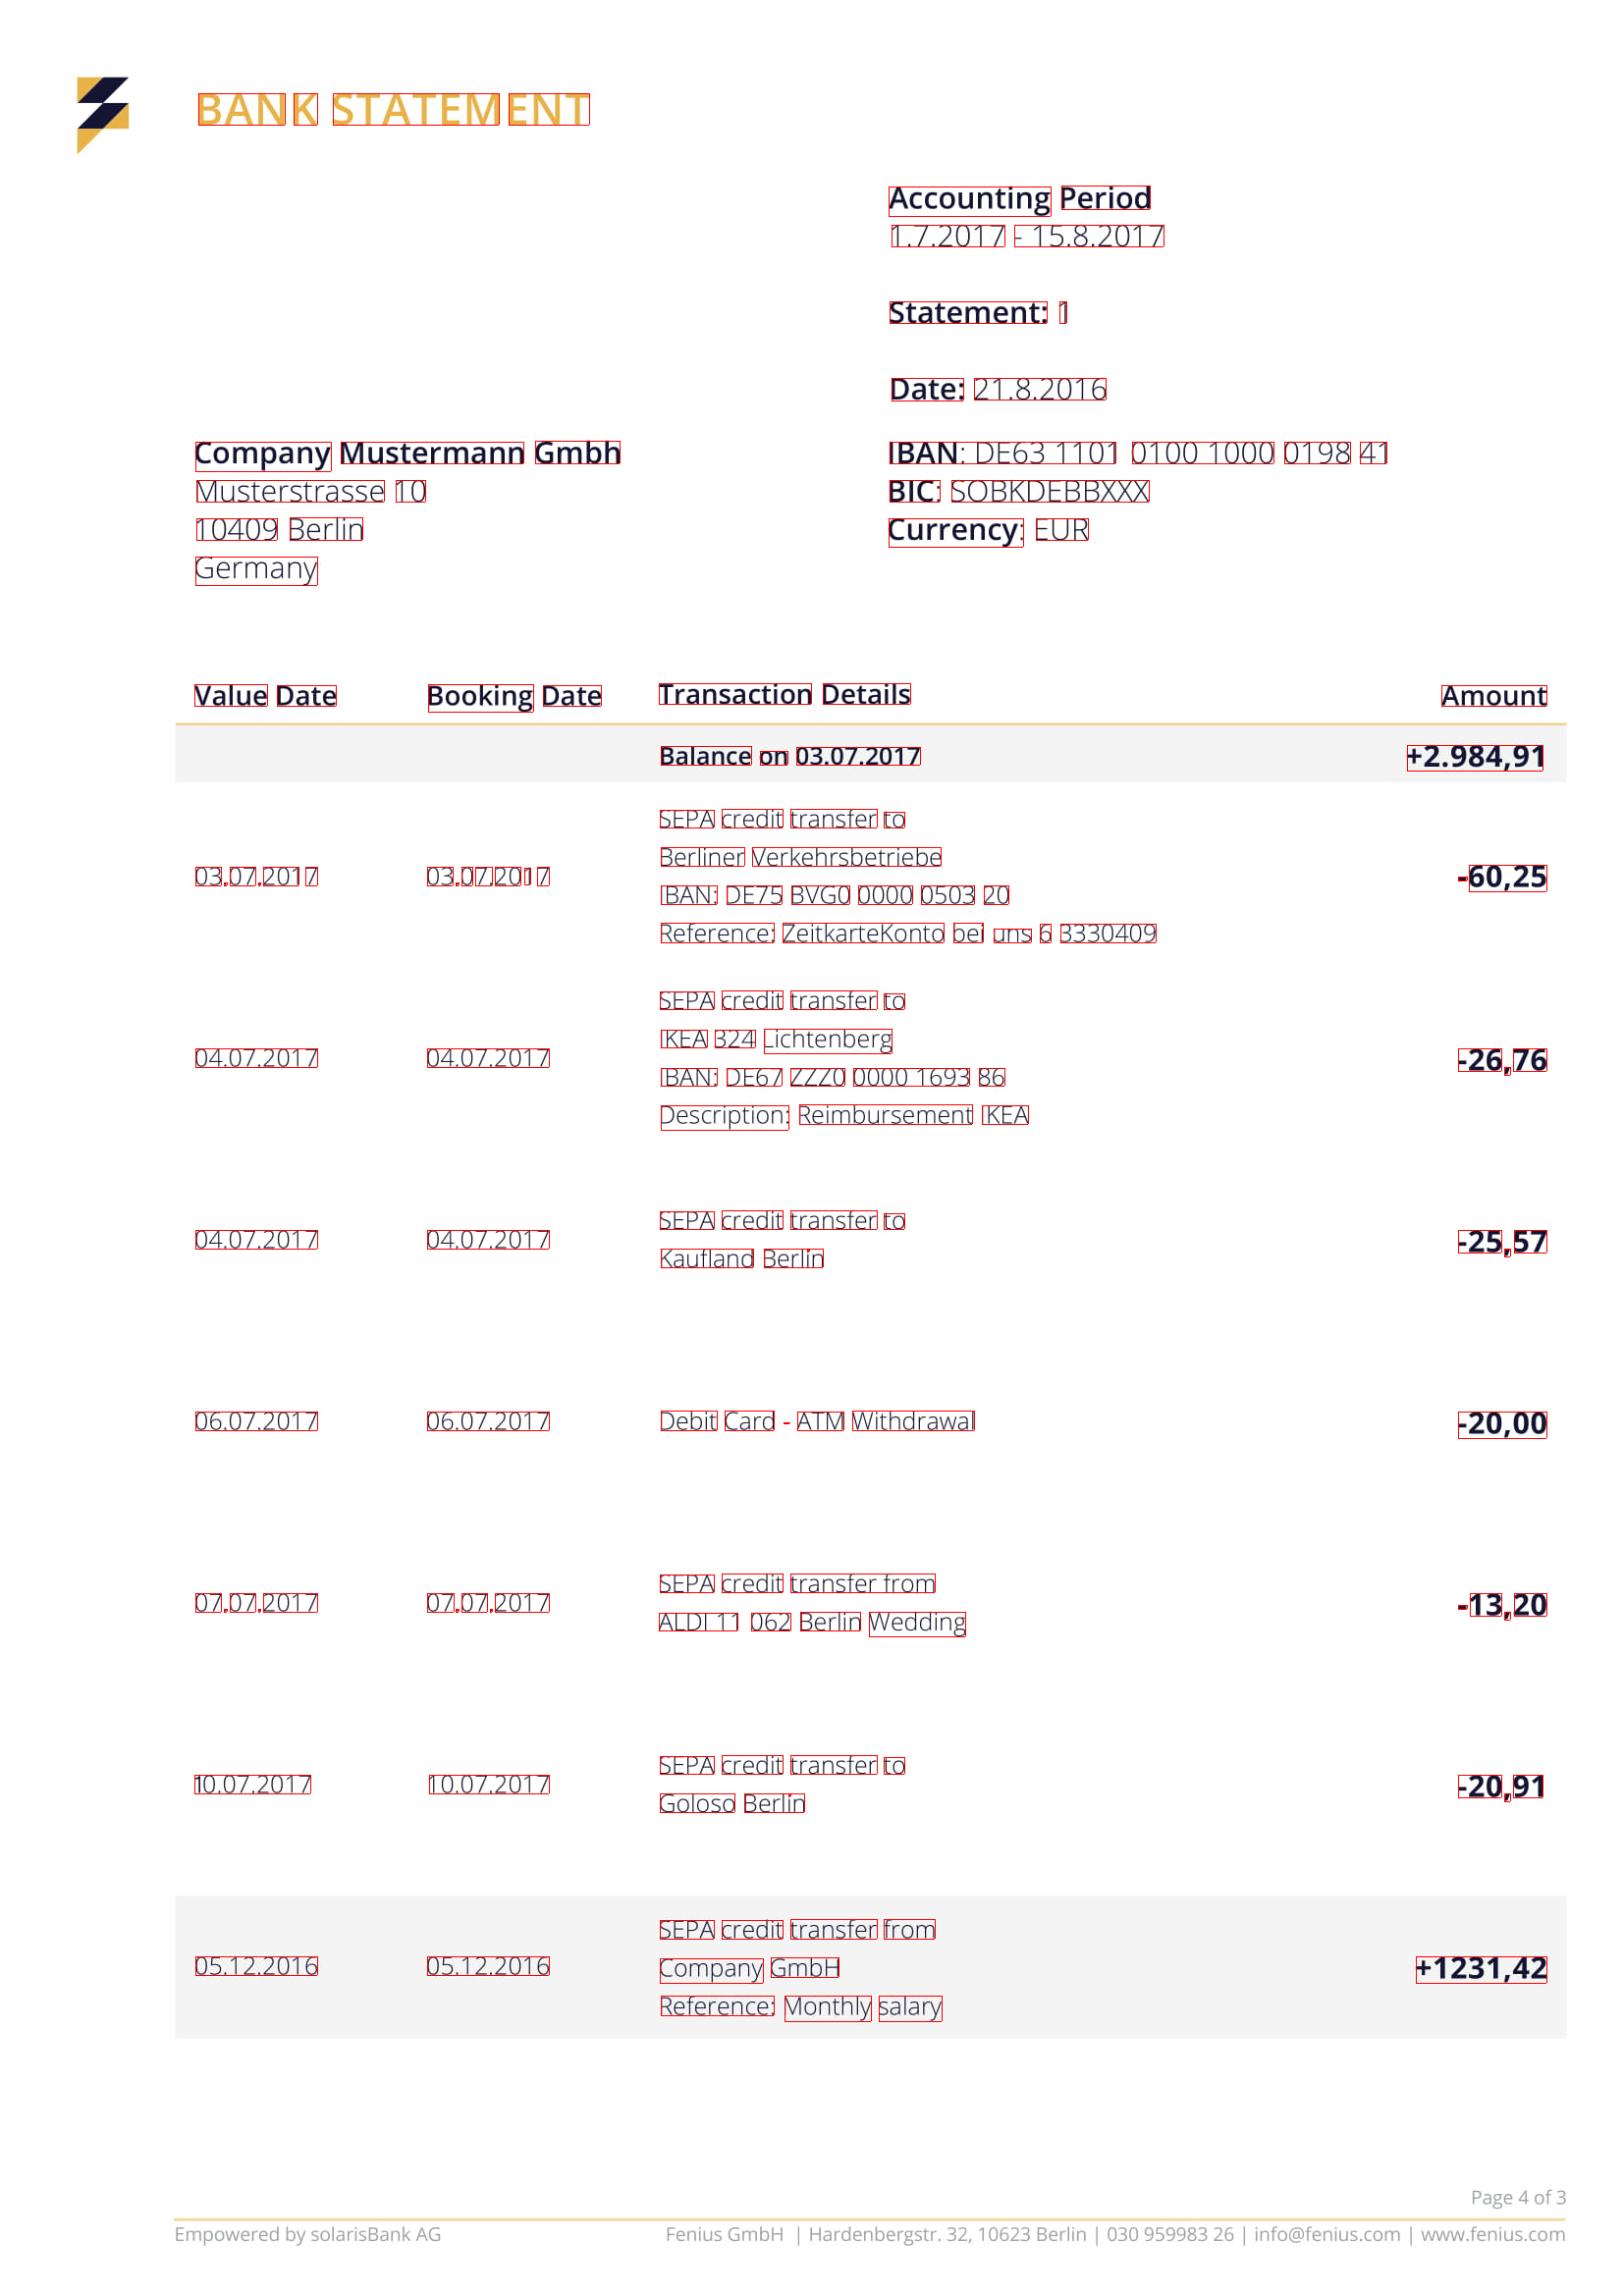 BANK STATEMENT
Accounting Period
1.7.2017 - 15.8.2017
Statement: 1
Date: 21.8.2016
Company Mustermann Gmbh
Musterstrasse 10
10409 Berlin
Germany
IBAN: DE63 1101 0100 1000 0198 41
BIC: SOBKDEBBXXX
Currency: EUR
Value Date Booking Date Transaction Details Amount
Balance on 03.07.2017 +2.984,91
SEPA credit transfer to
Berliner Verkehrsbetriebe
03.07.2017 03.07.2017 -60,25
IBAN: DE75 BVG0 0000 0503 20
Reference: ZeitkarteKonto bei uns 6 3330409
SEPA credit transfer to
IKEA 324 Lichtenberg
04.07.2017 04.07.2017 -26,76
IBAN: DE67 ZZZ0 0000 1693 86
Description: Reimbursement IKEA
SEPA credit transfer to
04.07.2017 04.07.2017 -25,57
Kaufland Berlin
06.07.2017 06.07.2017 Debit Card - ATM Withdrawal -20,00
SEPA credit transfer from
07.07.2017 07.07.2017 -13,20
ALDI 11 062 Berlin Wedding
SEPA credit transfer to
10.07.2017 10.07.2017 -20,91
Goloso Berlin
SEPA credit transfer from
05.12.2016 05.12.2016 Company GmbH +1231,42
Reference: Monthly salary
Page 4 of 3
Empowered by solarisBank AG Fenius GmbH | Hardenbergstr. 32, 10623 Berlin | 030 959983 26 | info@fenius.com | www.fenius.com